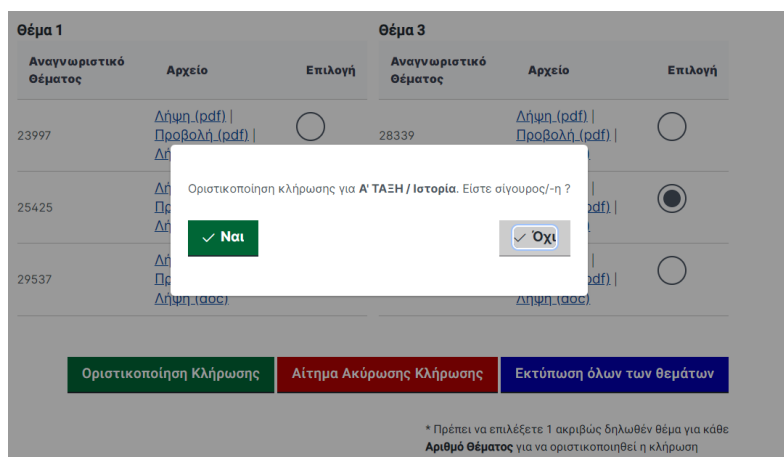 Θέμα 1
Θέμα 3
Αναγνωριστικό Θέματος Αρχείο Επιλογή
Αναγνωριστικό Θέματος Αρχείο Επιλογή
23997
Λήψη (pdf) |
Προβολή (pdf) |
28339
Λήψη (pdf) |
Προβολή (pdf) |
25425
29537
Λήψη (doc)
Λήψη (doc)
Οριστικοποίηση κλήρωσης για Α' ΤΑΞΗ / Ιστορία. Είστε σίγουρος/-η ?
Ναι
Όχι
Οριστικοποίηση Κλήρωσης
Αίτημα Ακύρωσης Κλήρωσης
Εκτύπωση όλων των θεμάτων
* Πρέπει να επιλέξετε 1 ακριβώς δηλωθέν θέμα για κάθε
Αριθμό Θέματος για να οριστικοποιηθεί η κλήρωση